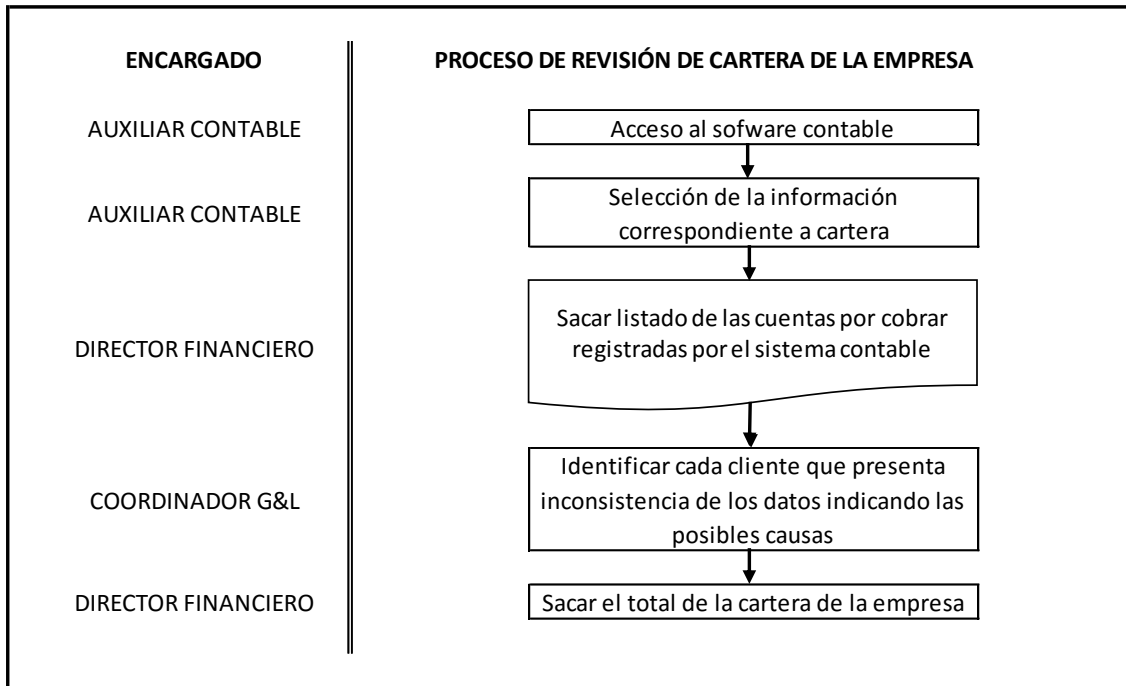 ENCARGADO
PROCESO DE REVISIÓN DE CARTERA DE LA EMPRESA
AUXILIAR CONTABLE
Acceso al sofware contable
AUXILIAR CONTABLE
Selección de la información
correspondiente a cartera
DIRECTOR FINANCIERO
Sacar listado de las cuentas por cobrar
registradas por el sistema contable
COORDINADOR G&L
Identificar cada cliente que presenta
inconsistencia de los datos indicando las
posibles causas
DIRECTOR FINANCIERO
Sacar el total de la cartera de la empresa